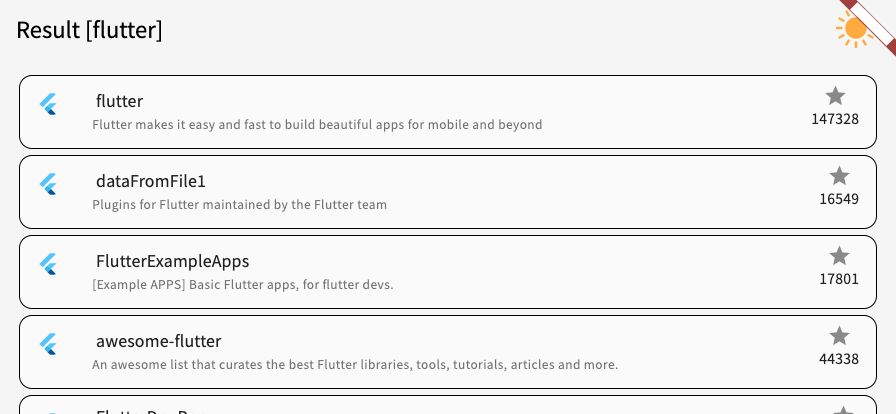 Result [flutter]
flutter
Flutter makes it easy and fast to build beautiful apps for mobile and beyond
147328
dataFromFile1
Plugins for Flutter maintained by the Flutter team
16549
FlutterExampleApps
[Example APPS] Basic Flutter apps, for flutter devs.
17801
awesome-flutter
An awesome list that curates the best Flutter libraries, tools, tutorials, articles and more.
44338